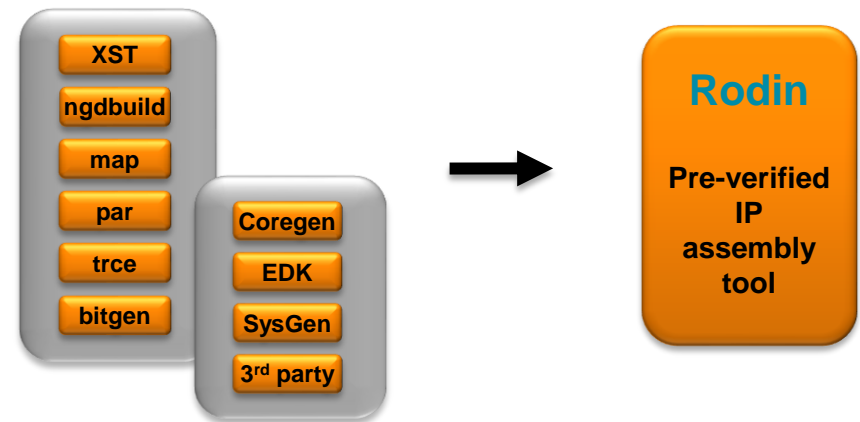 XST
ngdbuild
map
par
trce
bitgen
Coregen
EDK
SysGen
3rd party
Rodin
Pre-verified
IP
assembly
tool